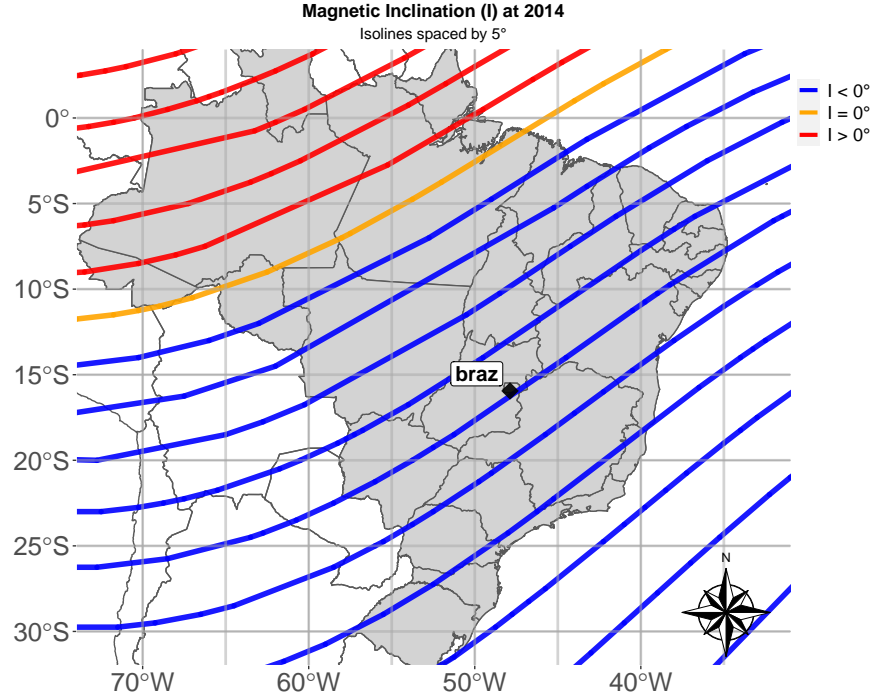 Magnetic Inclination (I) at 2014
Isolines spaced by 5°
I < 0°
I = 0°
I > 0°
0°
5°S
10°S
15°S
20°S
25°S
30°S
braz
N
70°W
60°W
50°W
40°W